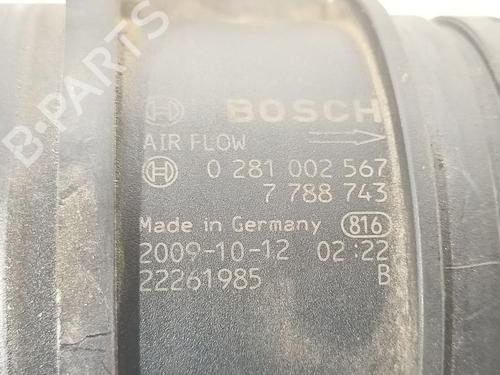 BOSCH
AIR FLOW
0 281 002 567
7 788 743
Made in Germany 816
2009-10-12 02:22
22261985 B
B-PARTS